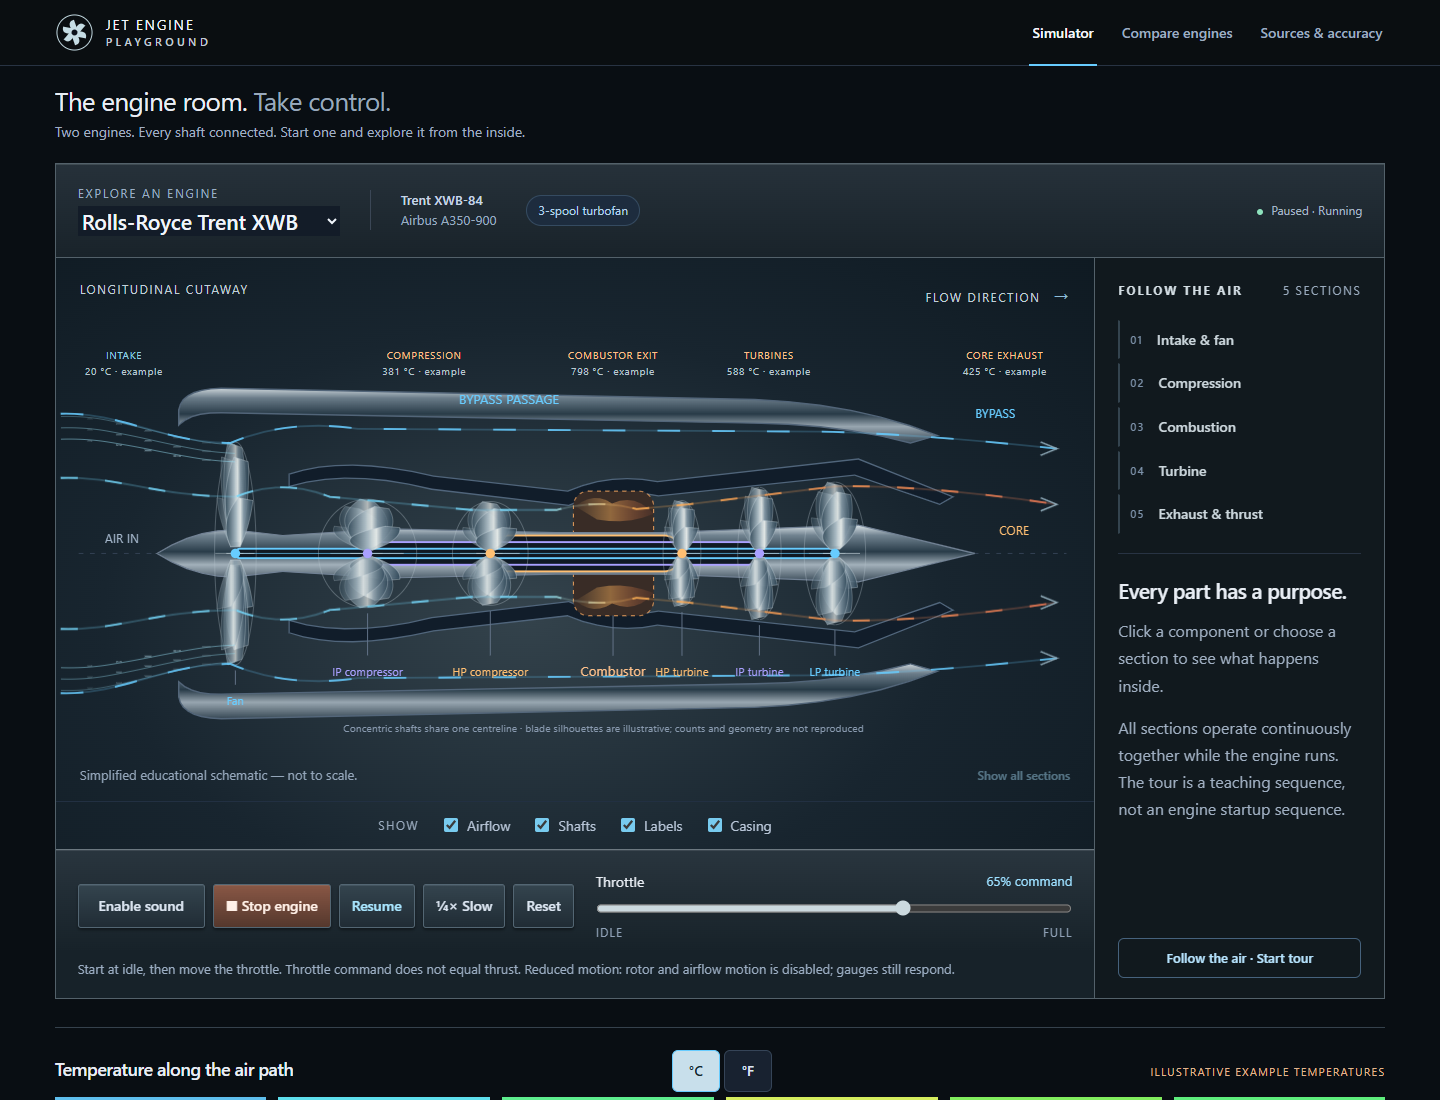 JET ENGINE
PLAYGROUND
Simulator
Compare engines
Sources & accuracy
The engine room. Take control.
Two engines. Every shaft connected. Start one and explore it from the inside.
EXPLORE AN ENGINE
Rolls-Royce Trent XWB
Trent XWB-84
Airbus A350-900
3-spool turbofan
Paused · Running
LONGITUDINAL CUTAWAY
FLOW DIRECTION →
INTAKE
20 °C · example
COMPRESSION
381 °C · example
COMBUSTOR EXIT
798 °C · example
TURBINES
588 °C · example
CORE EXHAUST
425 °C · example
BYPASS PASSAGE
BYPASS
AIR IN
CORE
IP compressor
HP compressor
Combustor
HP turbine
IP turbine
LP turbine
Fan
Concentric shafts share one centreline · blade silhouettes are illustrative; counts and geometry are not reproduced
Simplified educational schematic — not to scale.
Show all sections
SHOW
Airflow
Shafts
Labels
Casing
Enable sound
Stop engine
Resume
¼× Slow
Reset
Throttle
65% command
IDLE
FULL
Start at idle, then move the throttle. Throttle command does not equal thrust. Reduced motion: rotor and airflow motion is disabled; gauges still respond.
FOLLOW THE AIR
5 SECTIONS
01 Intake & fan
02 Compression
03 Combustion
04 Turbine
05 Exhaust & thrust
Every part has a purpose.
Click a component or choose a
section to see what happens
inside.
All sections operate continuously
together while the engine runs.
The tour is a teaching sequence,
not an engine startup sequence.
Follow the air · Start tour
Temperature along the air path
°C
°F
ILLUSTRATIVE EXAMPLE TEMPERATURES